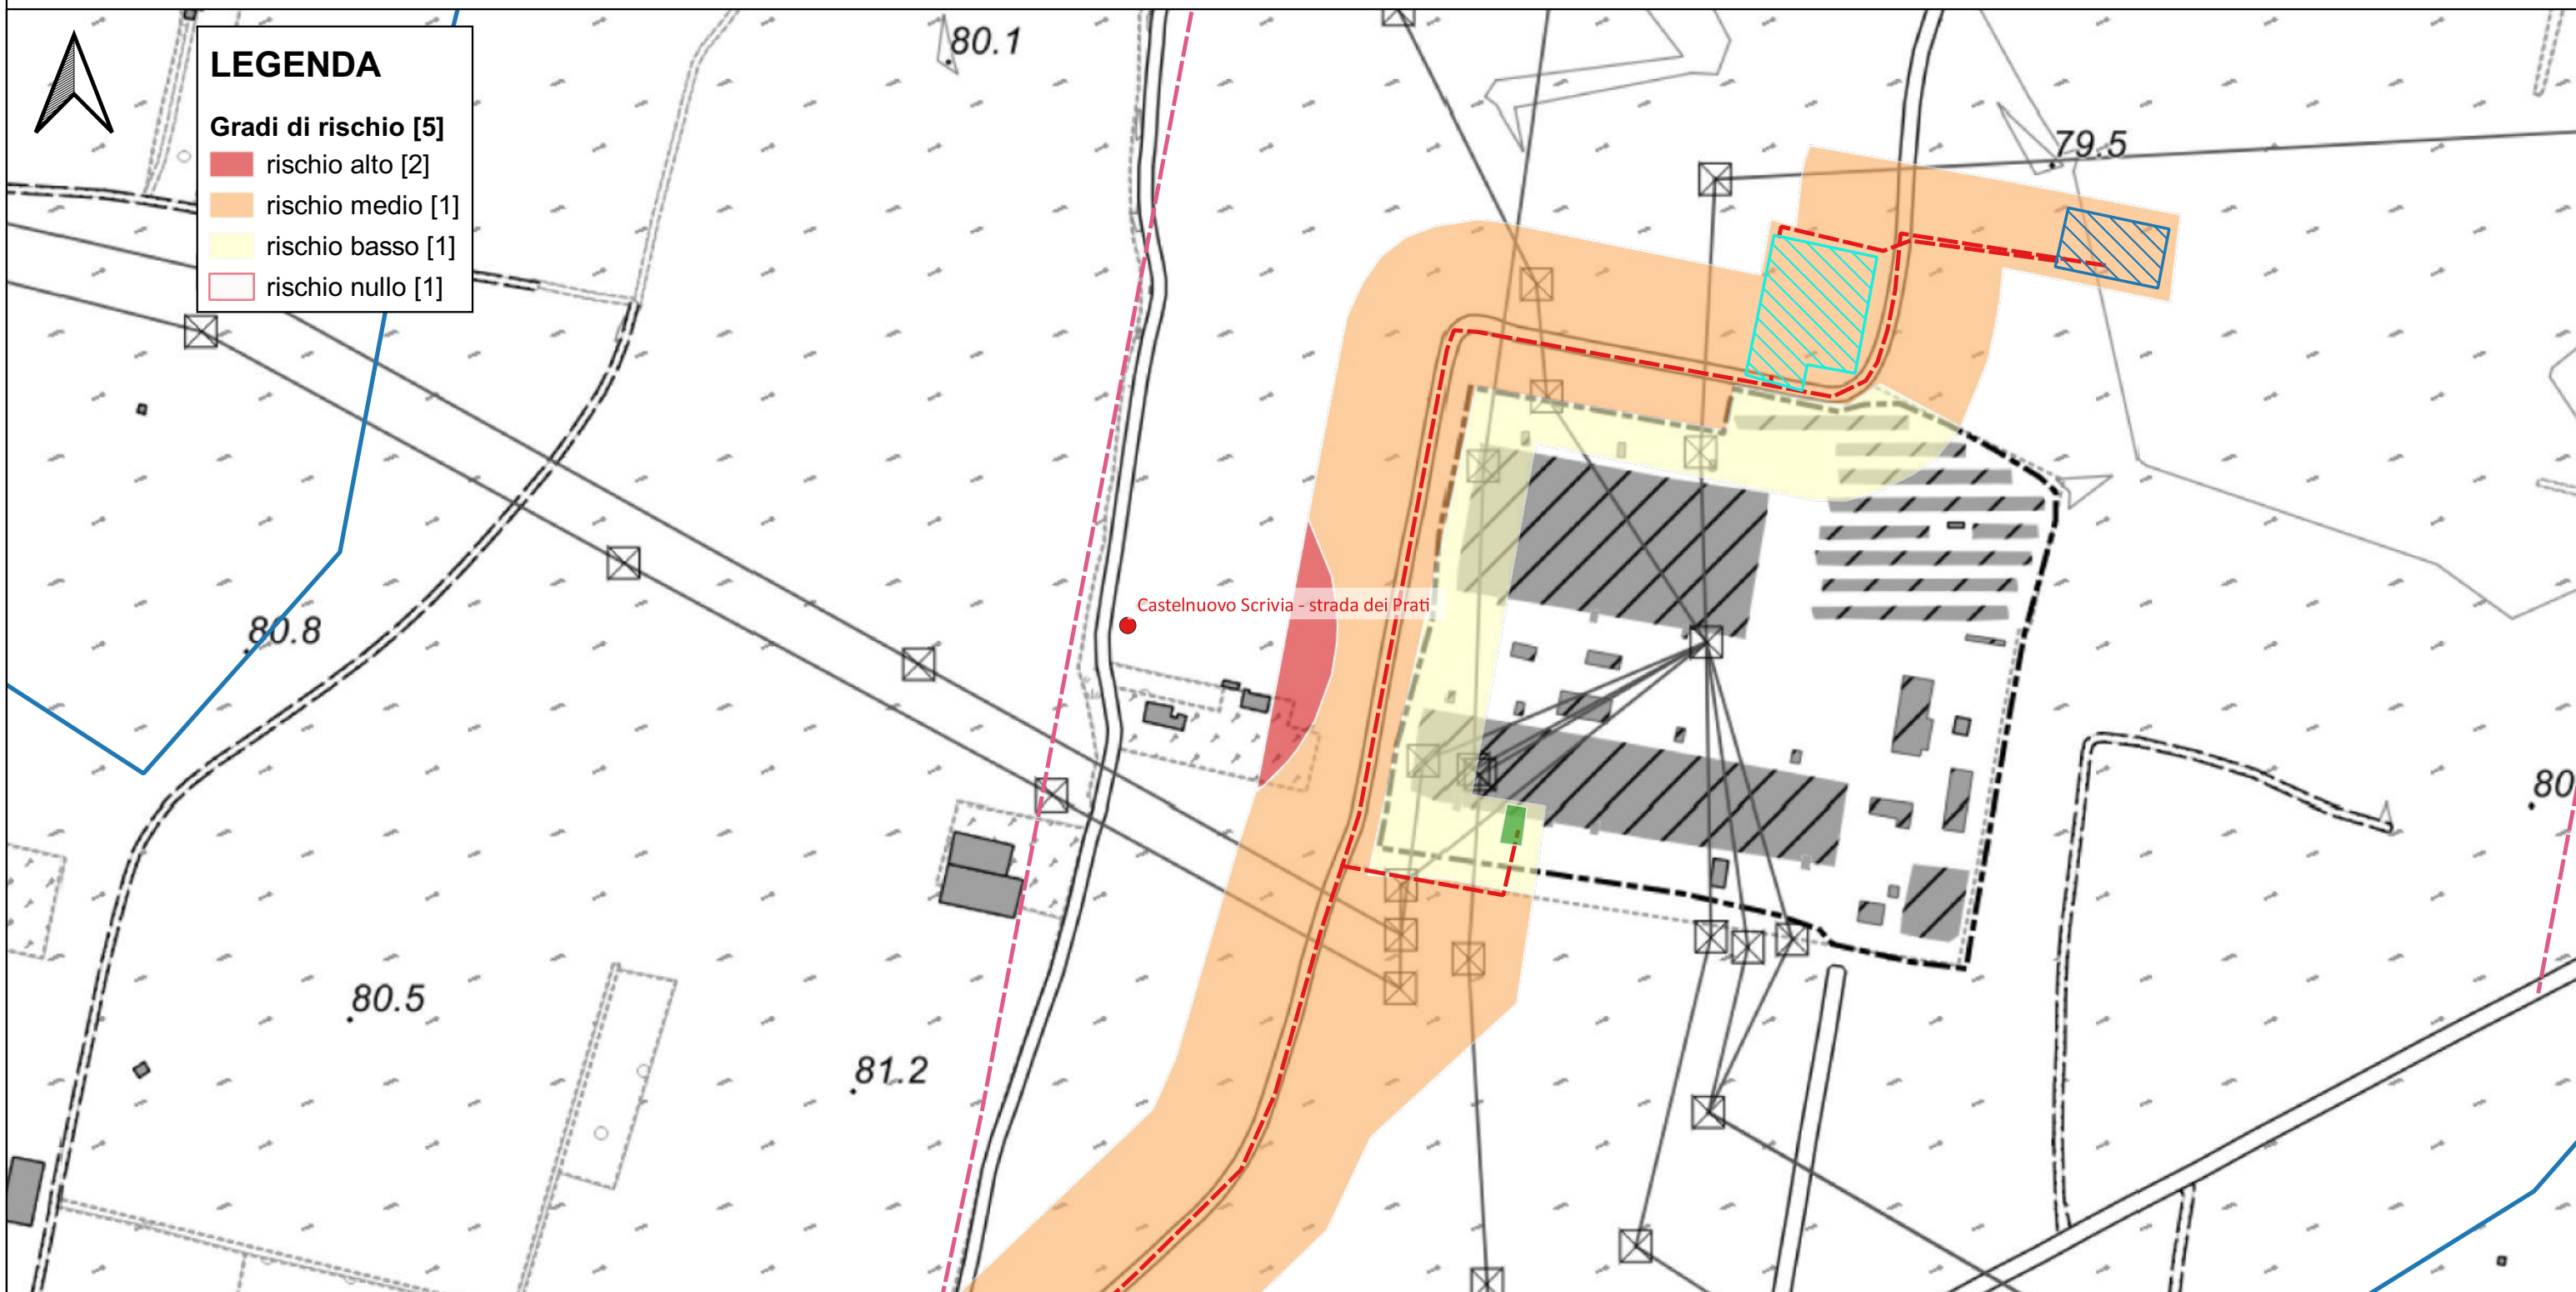 LEGENDA
Gradi di rischio [5]
rischio alto [2]
rischio medio [1]
rischio basso [1]
rischio nullo [1]
80.1
79.5
Castelnuovo Scrivia - strada dei Prati
80.8
80
80.5
81.2